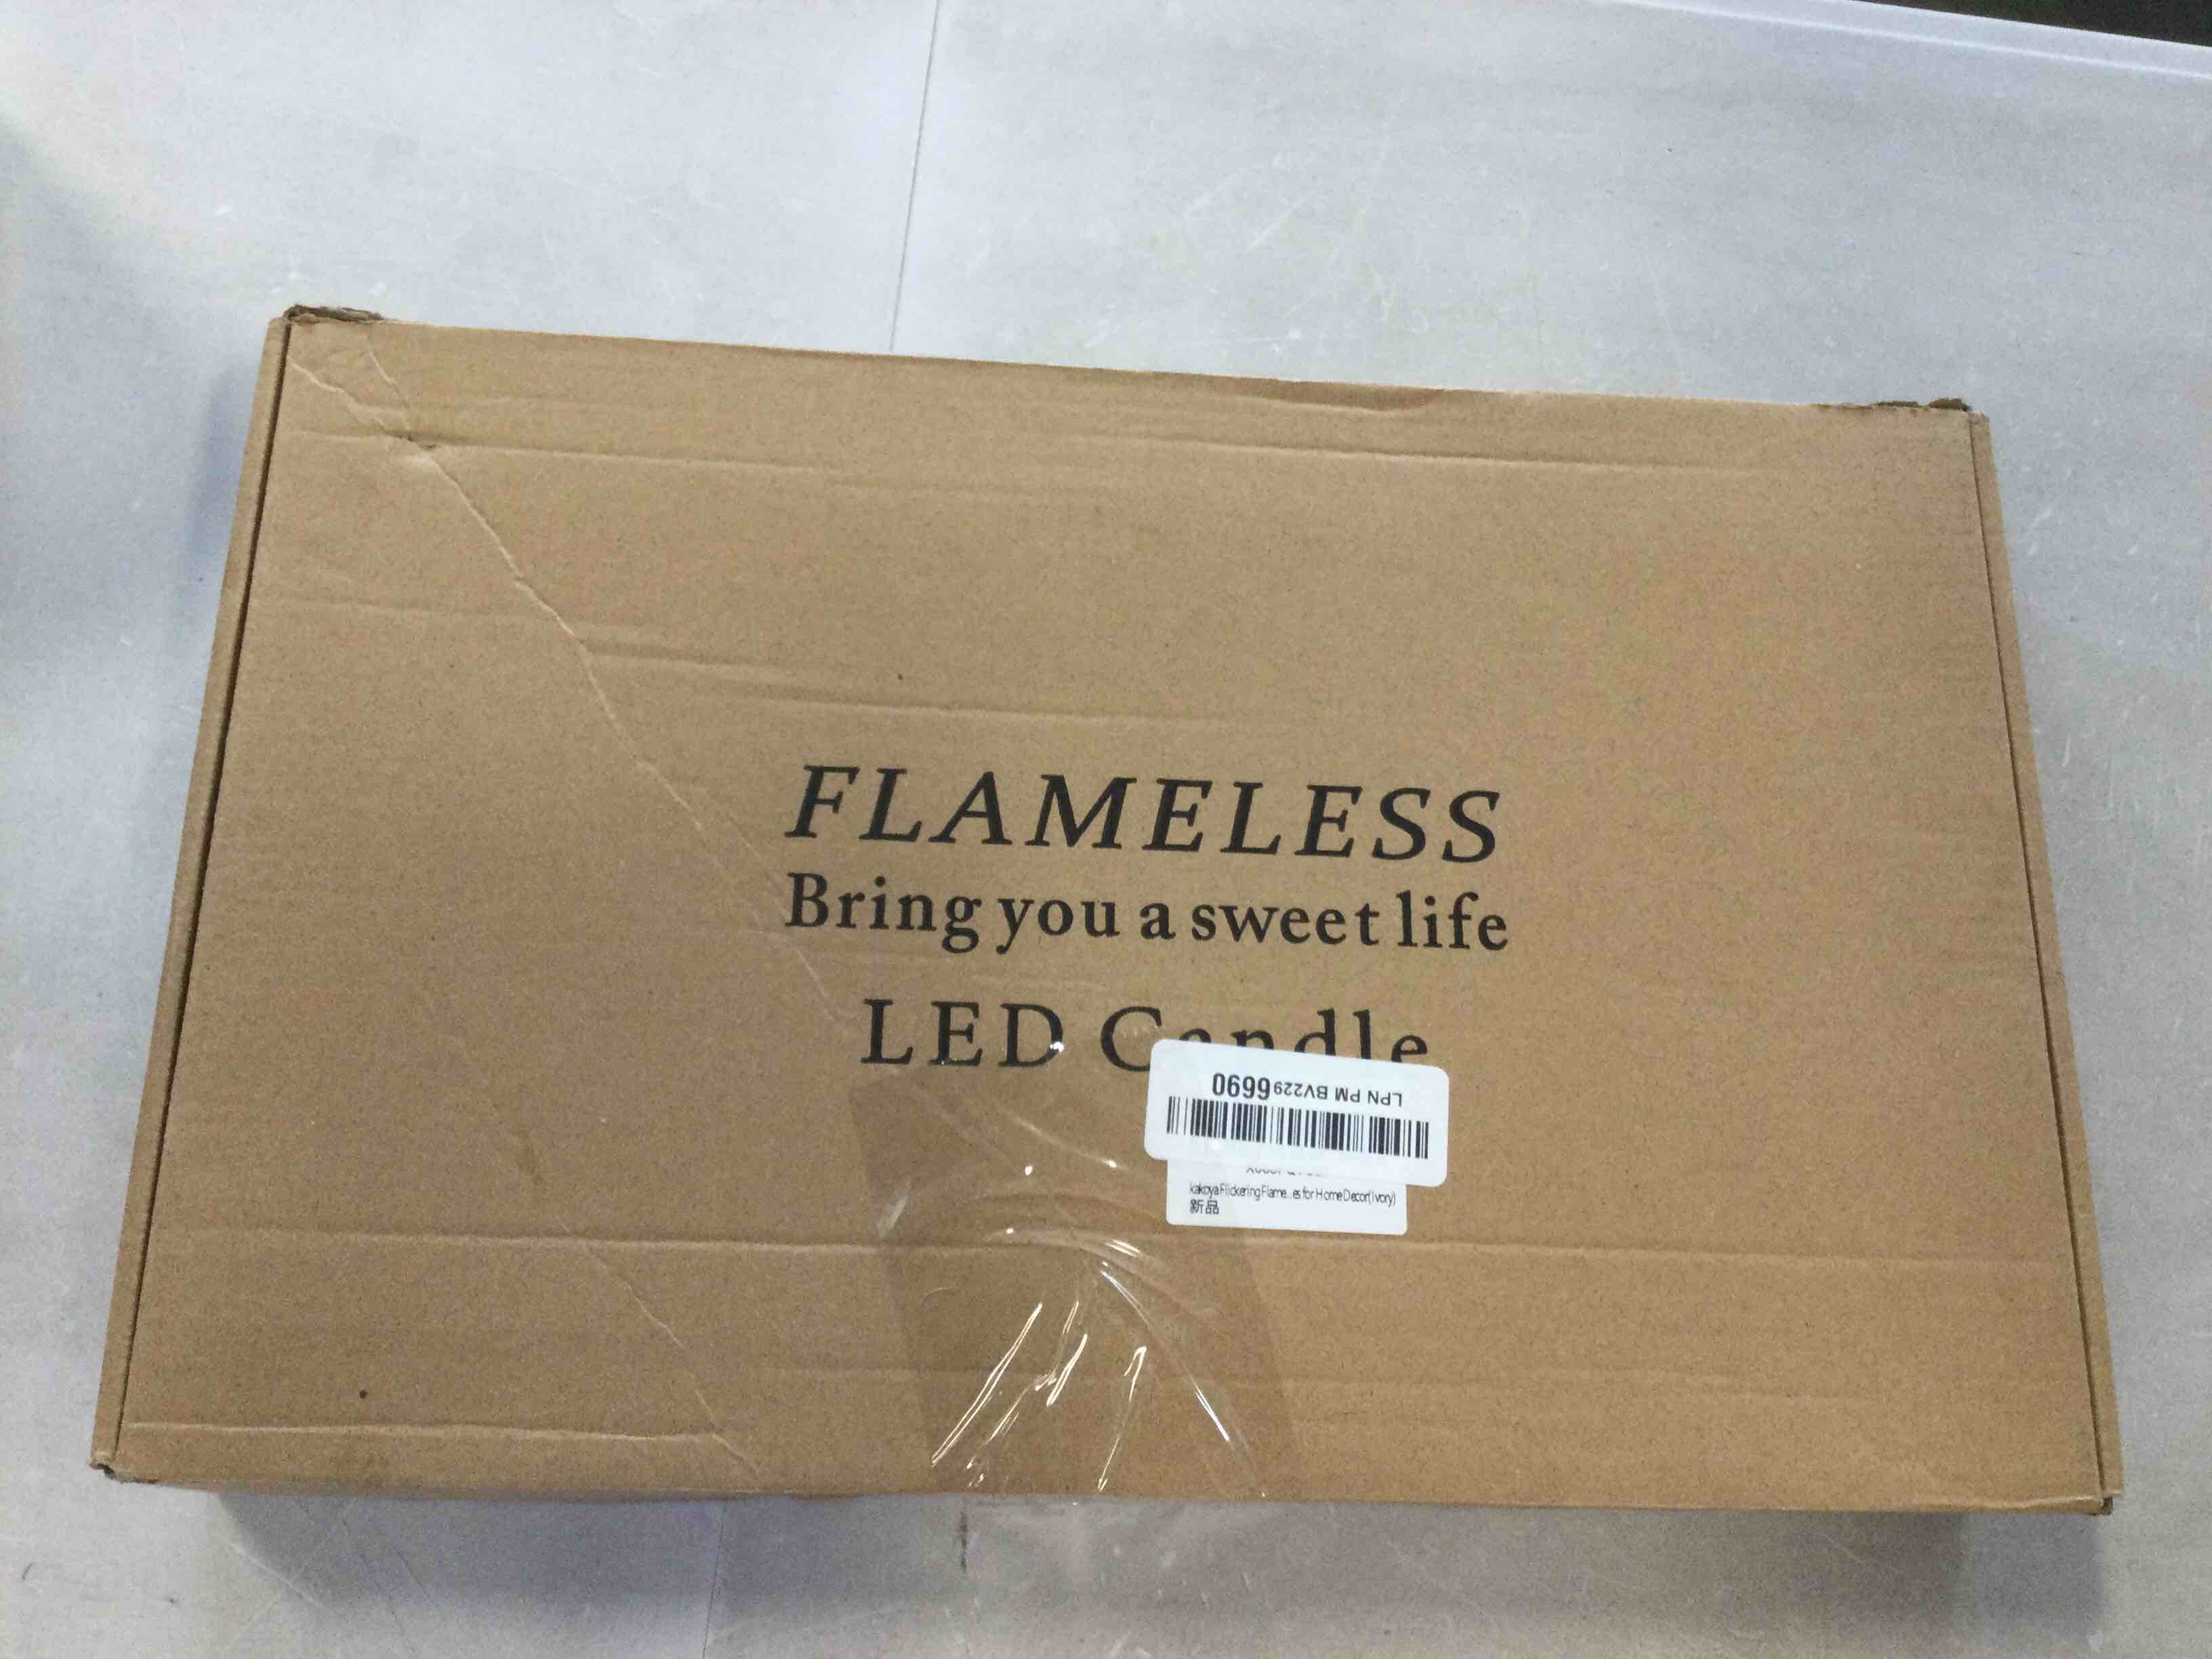 FLAMELESS
Bring you a sweet life
LED Candle
LPN PM BV2296690
kakoya Flickering Flame...es for Home Decor(Ivory)
新品